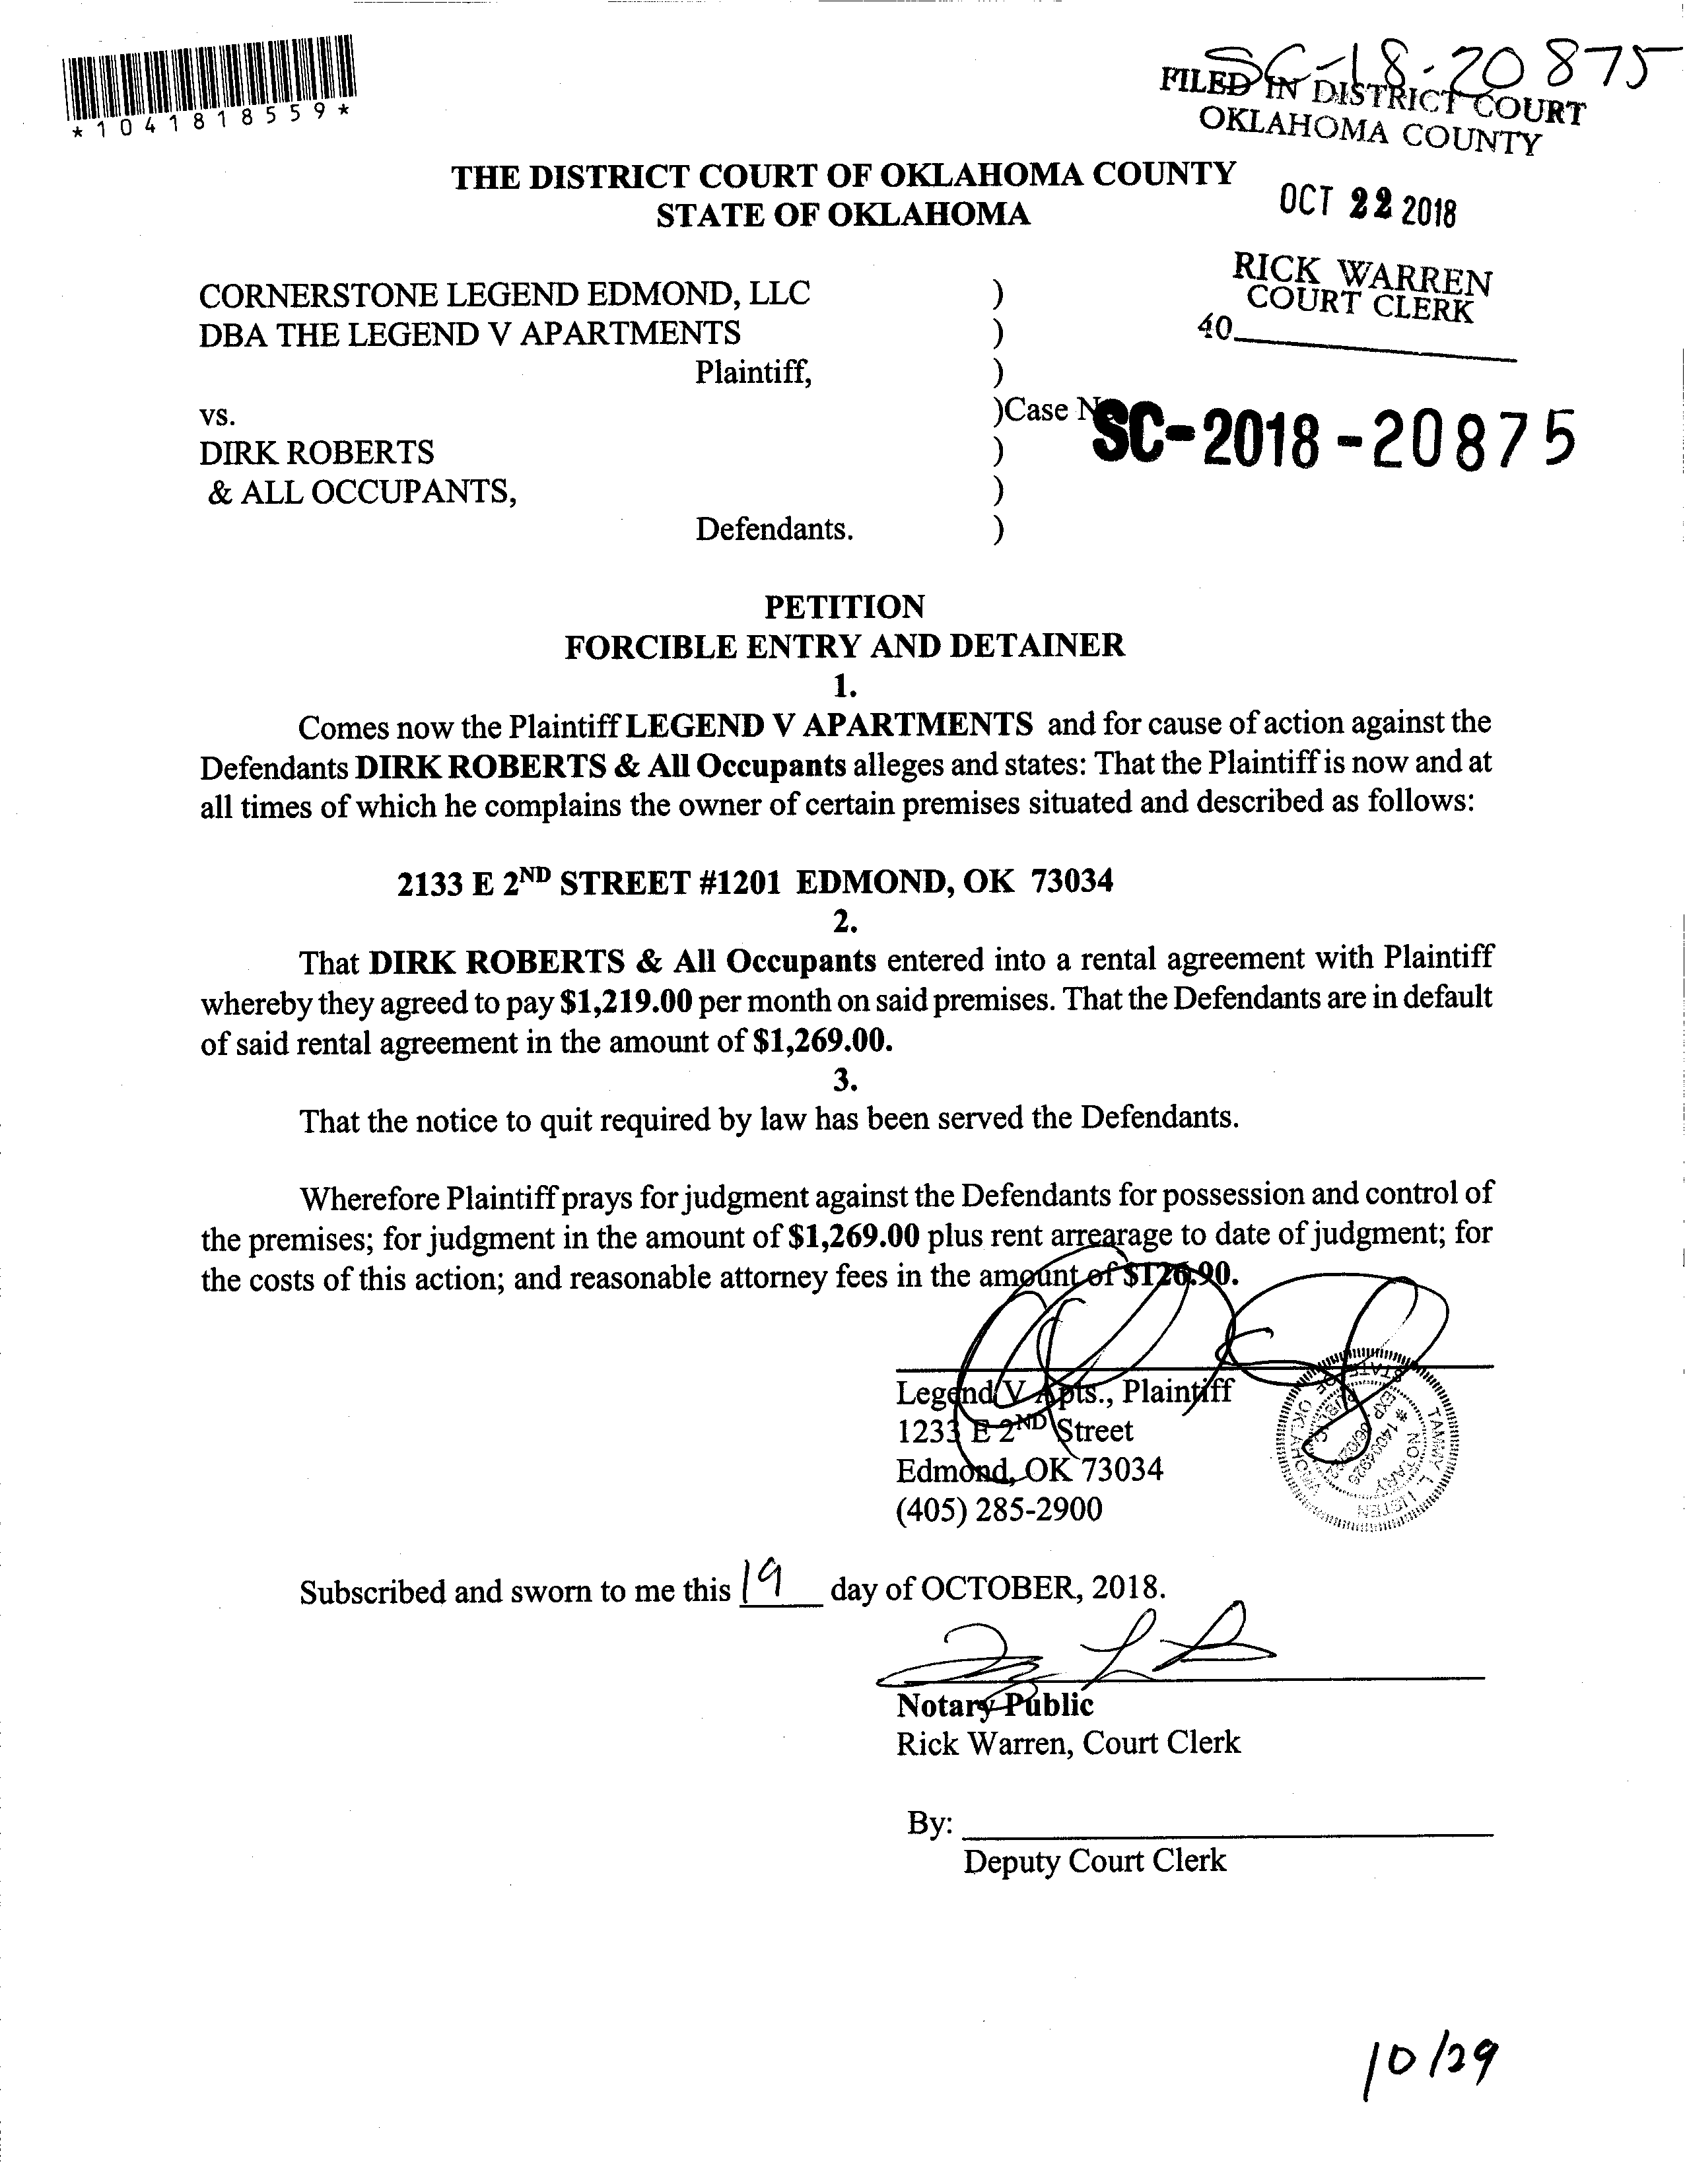 SC-18-20875
*1041818559*
FILED IN DISTRICT COURT
OKLAHOMA COUNTY
THE DISTRICT COURT OF OKLAHOMA COUNTY
STATE OF OKLAHOMA
OCT 22 2018
RICK WARREN
COURT CLERK
40
CORNERSTONE LEGEND EDMOND, LLC )
DBA THE LEGEND V APARTMENTS )
Plaintiff, )
vs. )Case N
SC-2018-20875
DIRK ROBERTS )
& ALL OCCUPANTS, )
Defendants. )
PETITION
FORCIBLE ENTRY AND DETAINER
1.
Comes now the Plaintiff LEGEND V APARTMENTS and for cause of action against the
Defendants DIRK ROBERTS & All Occupants alleges and states: That the Plaintiff is now and at
all times of which he complains the owner of certain premises situated and described as follows:
2133 E 2ND STREET #1201 EDMOND, OK 73034
2.
That DIRK ROBERTS & All Occupants entered into a rental agreement with Plaintiff
whereby they agreed to pay $1,219.00 per month on said premises. That the Defendants are in default
of said rental agreement in the amount of $1,269.00.
3.
That the notice to quit required by law has been served the Defendants.
Wherefore Plaintiff prays for judgment against the Defendants for possession and control of
the premises; for judgment in the amount of $1,269.00 plus rent arrearage to date of judgment; for
the costs of this action; and reasonable attorney fees in the amount of $126.90.
Legend V Apts., Plaintiff
1233 E 2ND Street
Edmond, OK 73034
(405) 285-2900
TAMMY L. LISTEN
NOTARY PUBLIC
STATE OF OKLAHOMA
# 14004925
EXP
Subscribed and sworn to me this 19 day of OCTOBER, 2018.
Notary Public
Rick Warren, Court Clerk
By:
Deputy Court Clerk
10/29